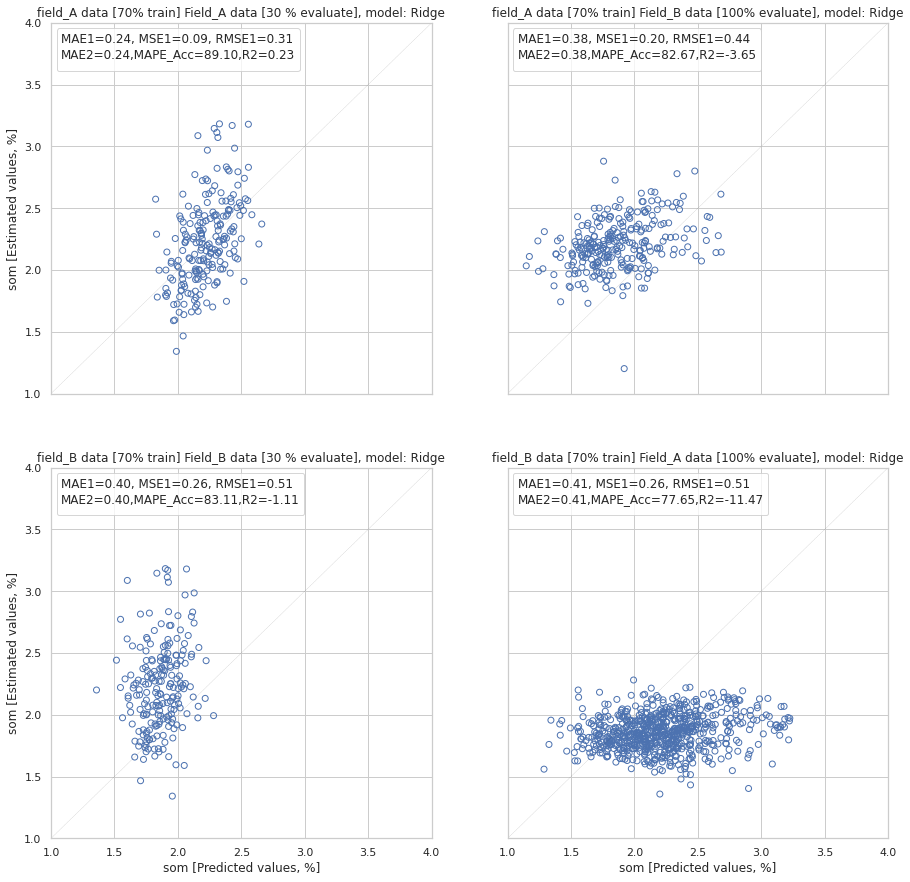 field_A data [70% train] Field_A data [30 % evaluate], model: Ridge
MAE1=0.24, MSE1=0.09, RMSE1=0.31
MAE2=0.24,MAPE_Acc=89.10,R2=0.23
4.0
3.5
3.0
2.5
2.0
1.5
1.0
som [Estimated values, %]
field_A data [70% train] Field_B data [100% evaluate], model: Ridge
MAE1=0.38, MSE1=0.20, RMSE1=0.44
MAE2=0.38,MAPE_Acc=82.67,R2=-3.65
field_B data [70% train] Field_B data [30 % evaluate], model: Ridge
MAE1=0.40, MSE1=0.26, RMSE1=0.51
MAE2=0.40,MAPE_Acc=83.11,R2=-1.11
4.0
3.5
3.0
2.5
2.0
1.5
1.0
som [Estimated values, %]
1.0 1.5 2.0 2.5 3.0 3.5 4.0
som [Predicted values, %]
field_B data [70% train] Field_A data [100% evaluate], model: Ridge
MAE1=0.41, MSE1=0.26, RMSE1=0.51
MAE2=0.41,MAPE_Acc=77.65,R2=-11.47
1.0 1.5 2.0 2.5 3.0 3.5 4.0
som [Predicted values, %]